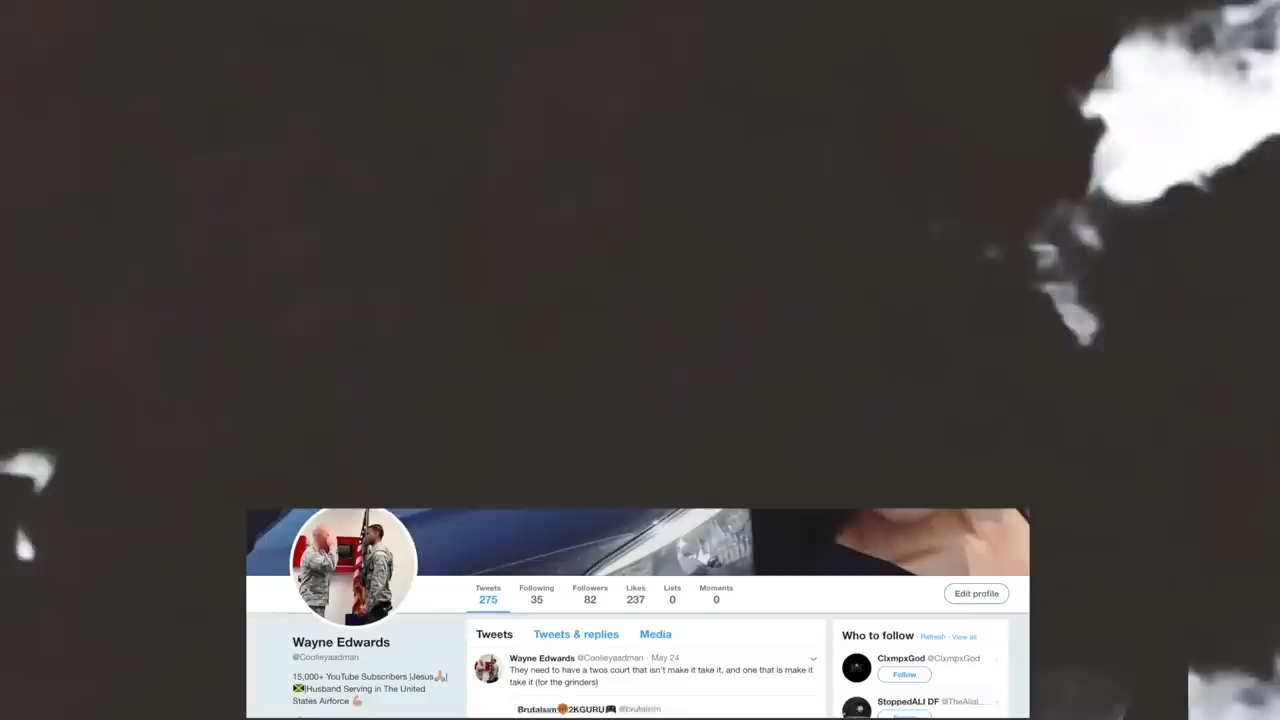 Tweets Following Followers Likes Lists Moments
275 35 82 237 0 0
Edit profile
Wayne Edwards
@Coolieyaadman
15,000+ YouTube Subscribers |Jesus🙏🏽|
🇯🇲|Husband Serving in The United
States Airforce 💪🏽
Tweets Tweets & replies Media
Wayne Edwards @Coolieyaadman · May 24
They need to have a twos court that isn't make it take it, and one that is make it
take it (for the grinders)
Brutalsim🏀2KGURU🎮 @brutalsim
Who to follow · Refresh · View all
ClxmpxGod @ClxmpxGod
Follow
StoppedALI DF